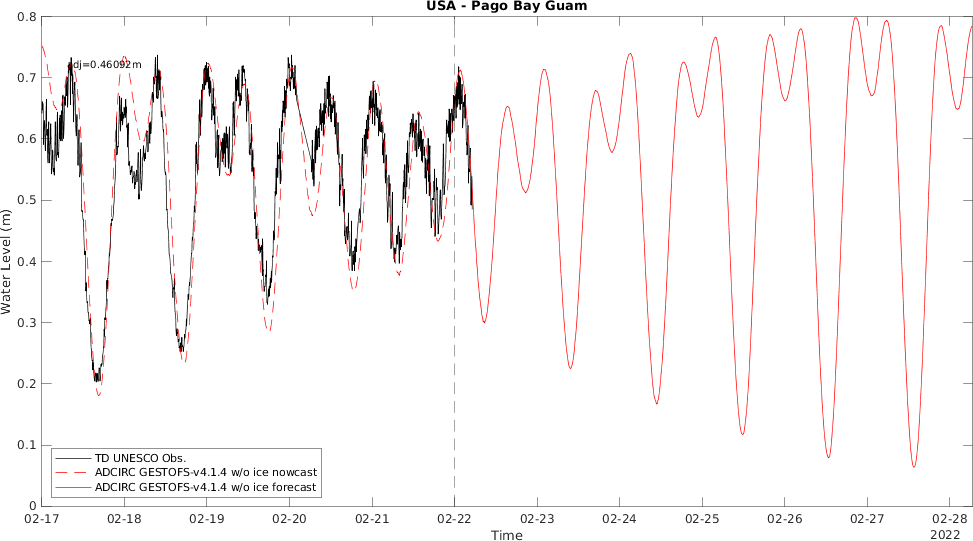 USA - Pago Bay Guam
0.8
0.7
0.6
0.5
0.4
0.3
0.2
0.1
0
Water Level (m)
dj=0.46092m
TD UNESCO Obs.
ADCIRC GESTOFS-v4.1.4 w/o ice nowcast
ADCIRC GESTOFS-v4.1.4 w/o ice forecast
02-17 02-18 02-19 02-20 02-21 02-22 02-23 02-24 02-25 02-26 02-27 02-28
2022
Time